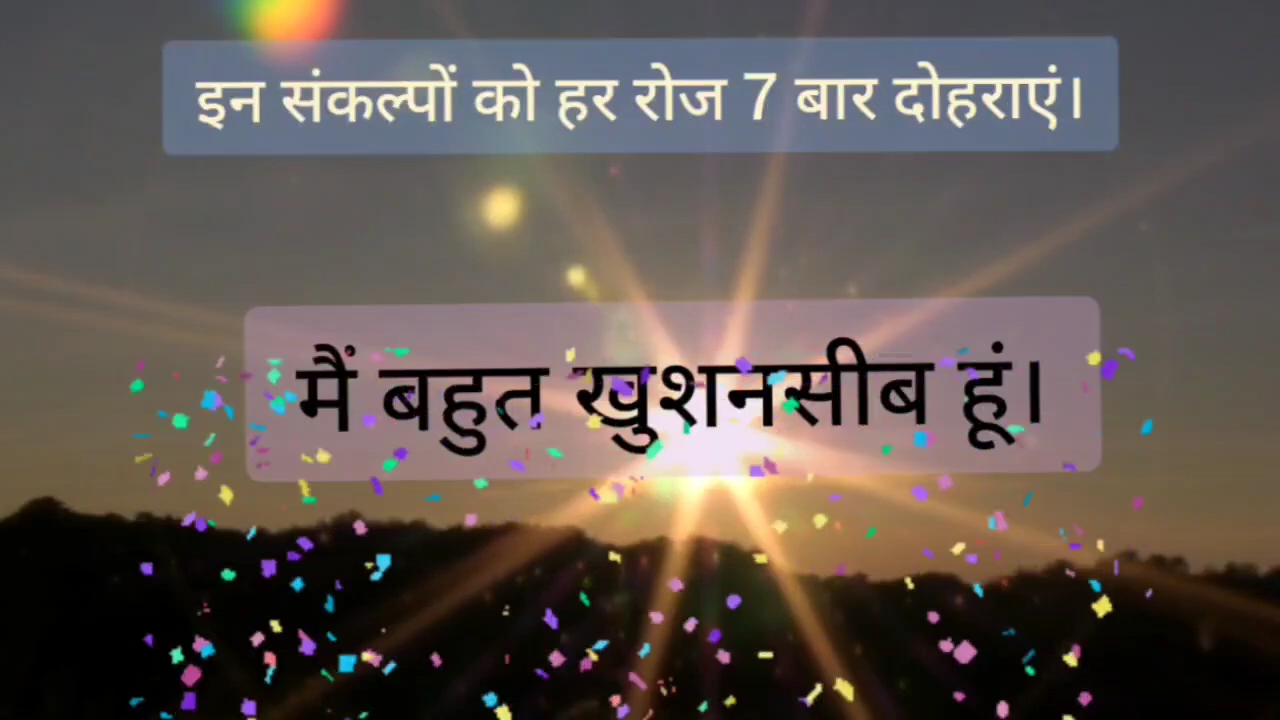 इन संकल्पों को हर रोज 7 बार दोहराएं।
मैं बहुत खुशनसीब हूं।